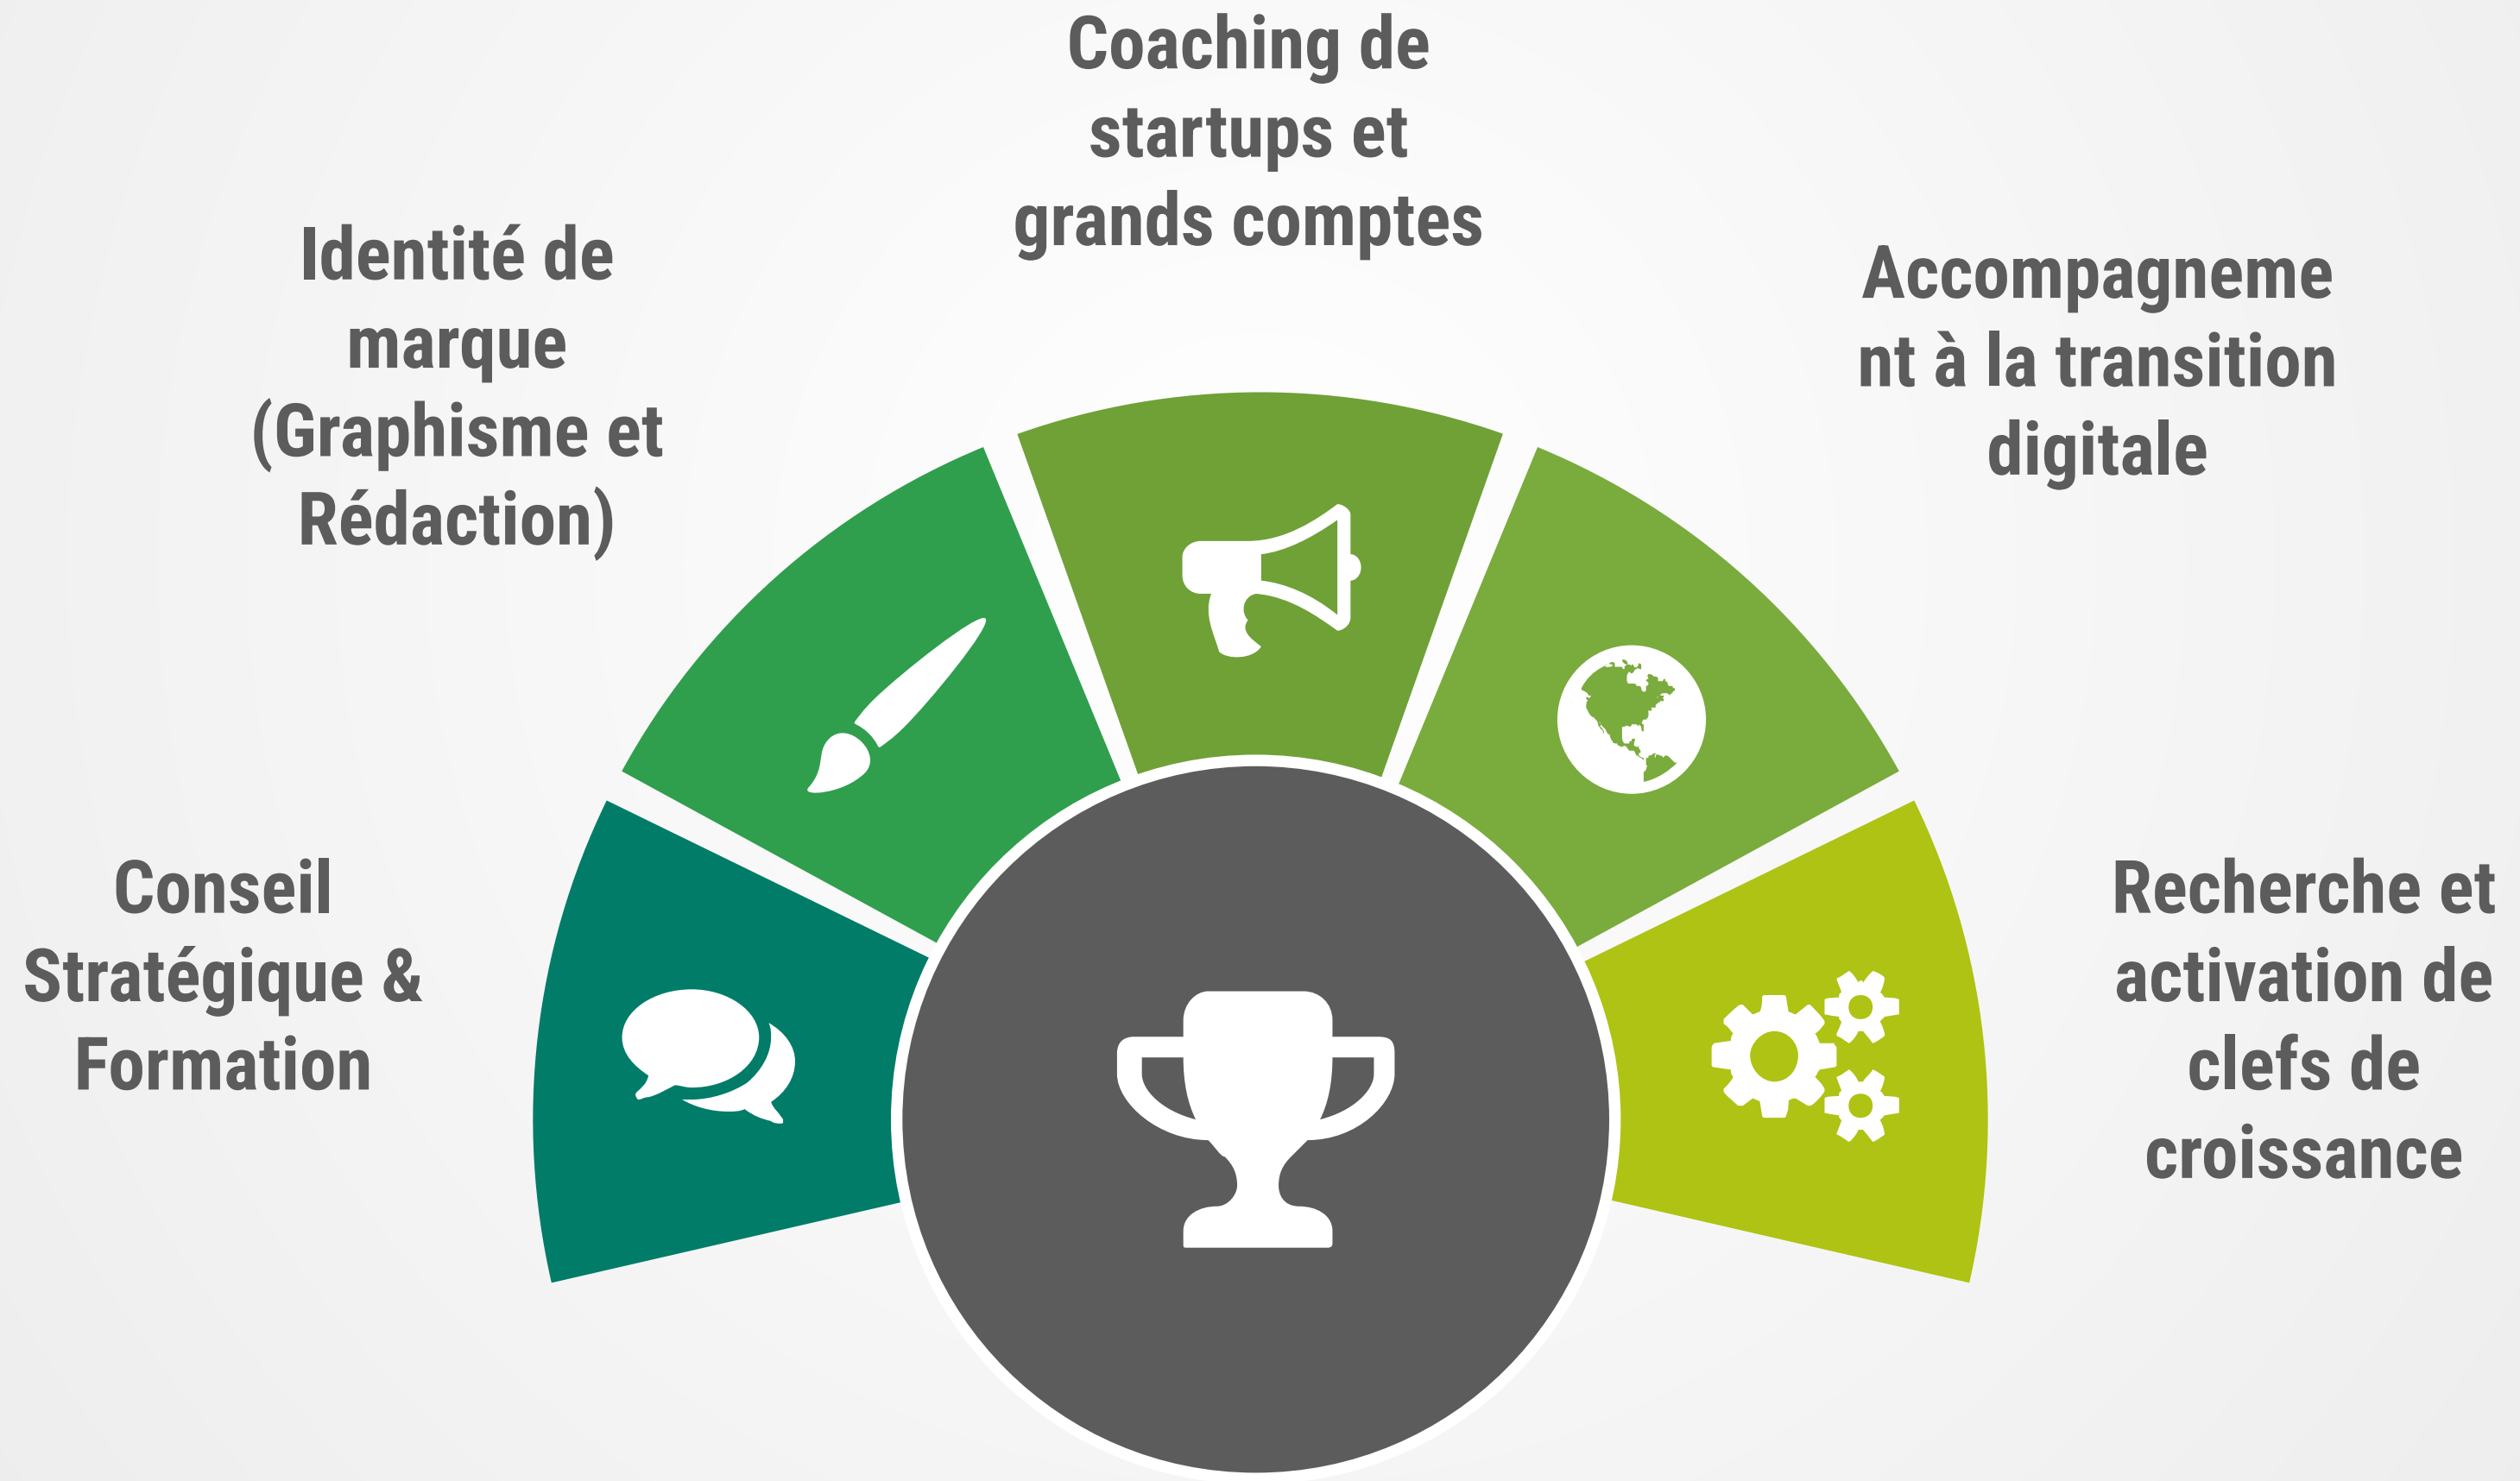 Coaching de
startups et
grands comptes
Identité de
marque
(Graphisme et
Rédaction)
Accompagneme
nt à la transition
digitale
Conseil
Stratégique &
Formation
Recherche et
activation de
clefs de
croissance